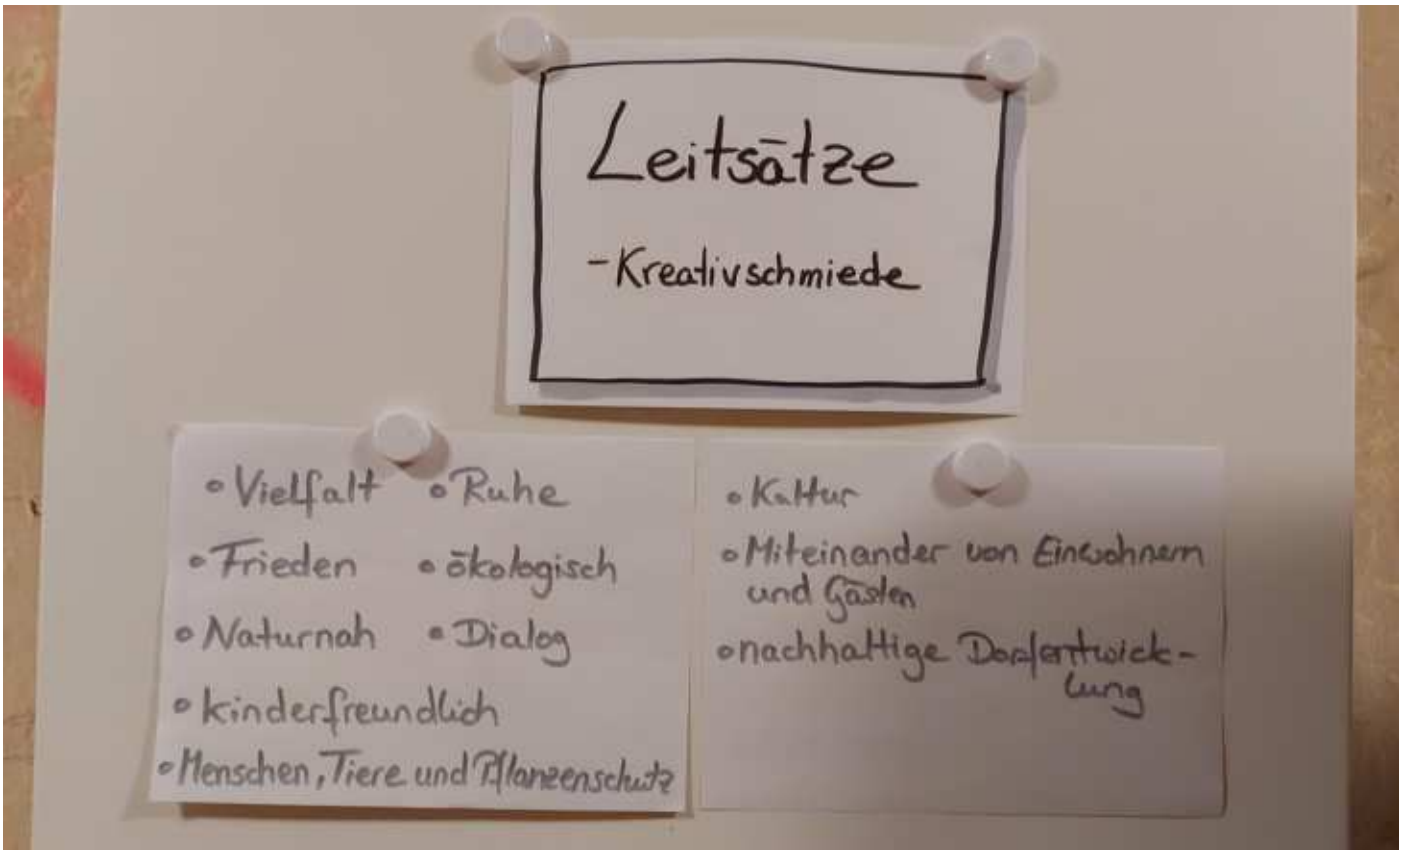 Leitsätze
- Kreativschmiede
• Vielfalt • Ruhe
• Frieden • ökologisch
• Naturnah • Dialog
• kinderfreundlich
• Menschen, Tiere und Pflanzenschutz
• Kultur
• Miteinander von Einwohnern
und Gästen
• nachhaltige Dorfentwick-
lung